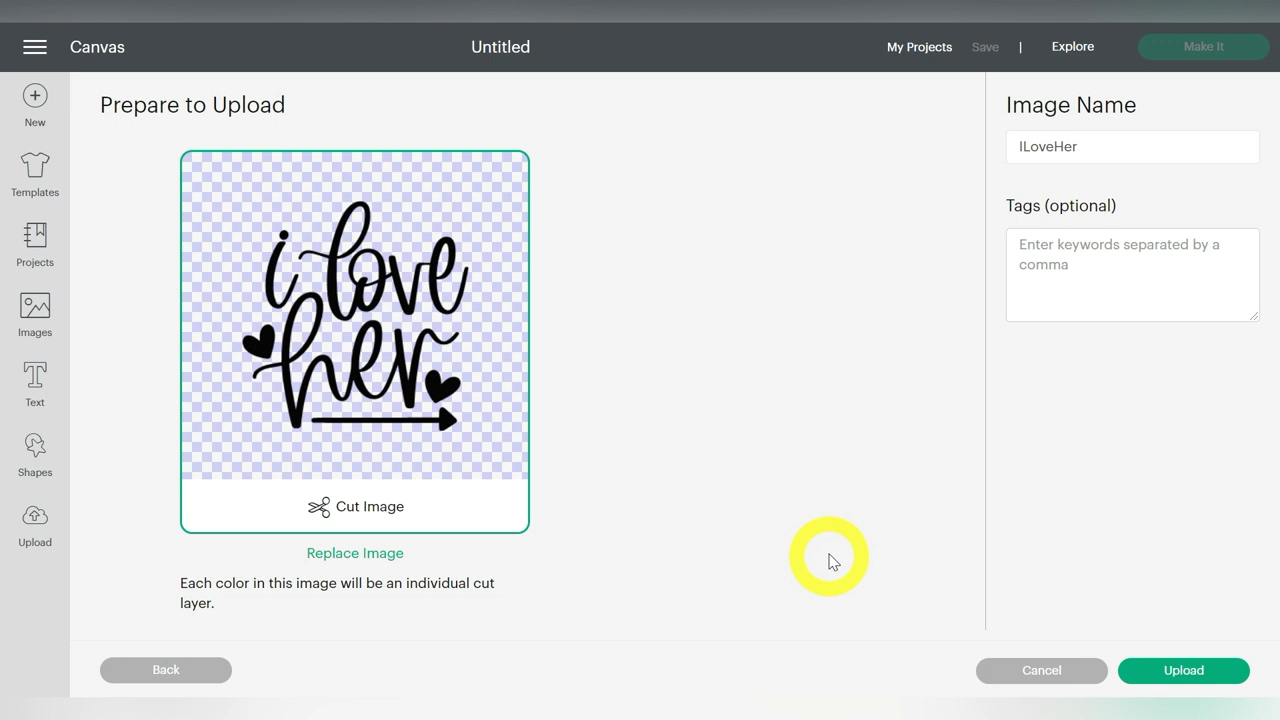 Canvas
Untitled
My Projects
Save
|
Explore
Make It
New
Templates
Projects
Images
Text
Shapes
Upload
Prepare to Upload
i love
her
Cut Image
Replace Image
Each color in this image will be an individual cut
layer.
Image Name
ILoveHer
Tags (optional)
Enter keywords separated by a
comma
Back
Cancel
Upload